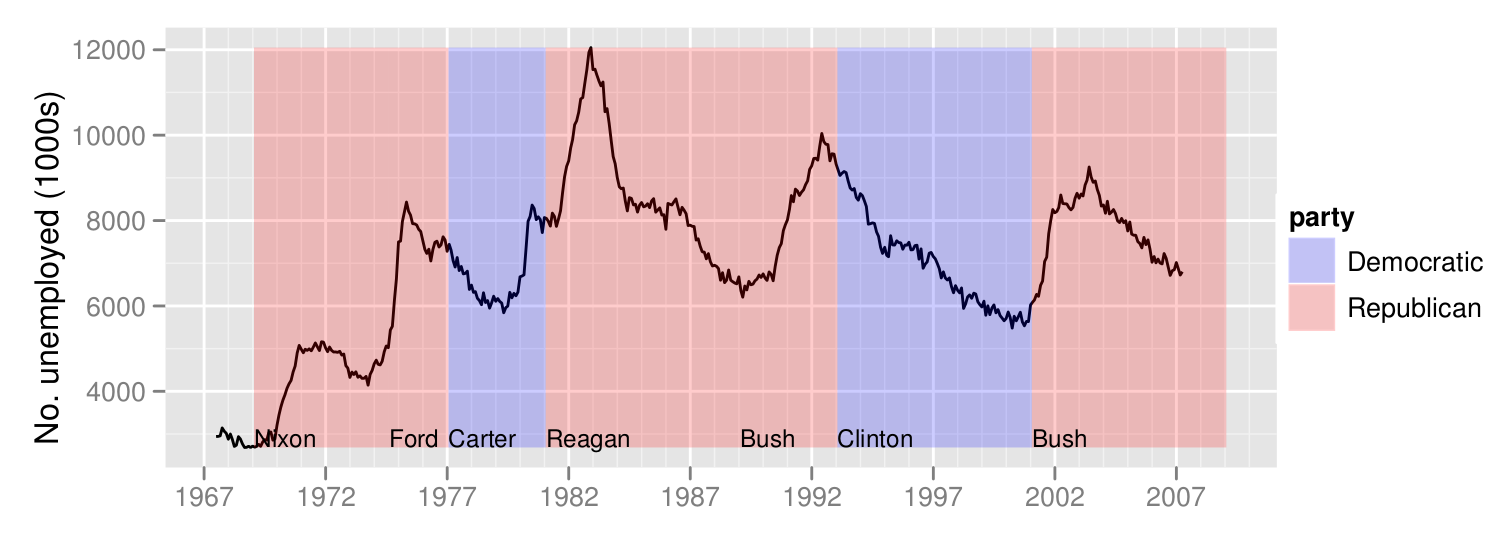 No. unemployed (1000s)
12000
10000
8000
6000
4000
Nixon Ford Carter Reagan Bush Clinton Bush
1967 1972 1977 1982 1987 1992 1997 2002 2007
party
Democratic
Republican